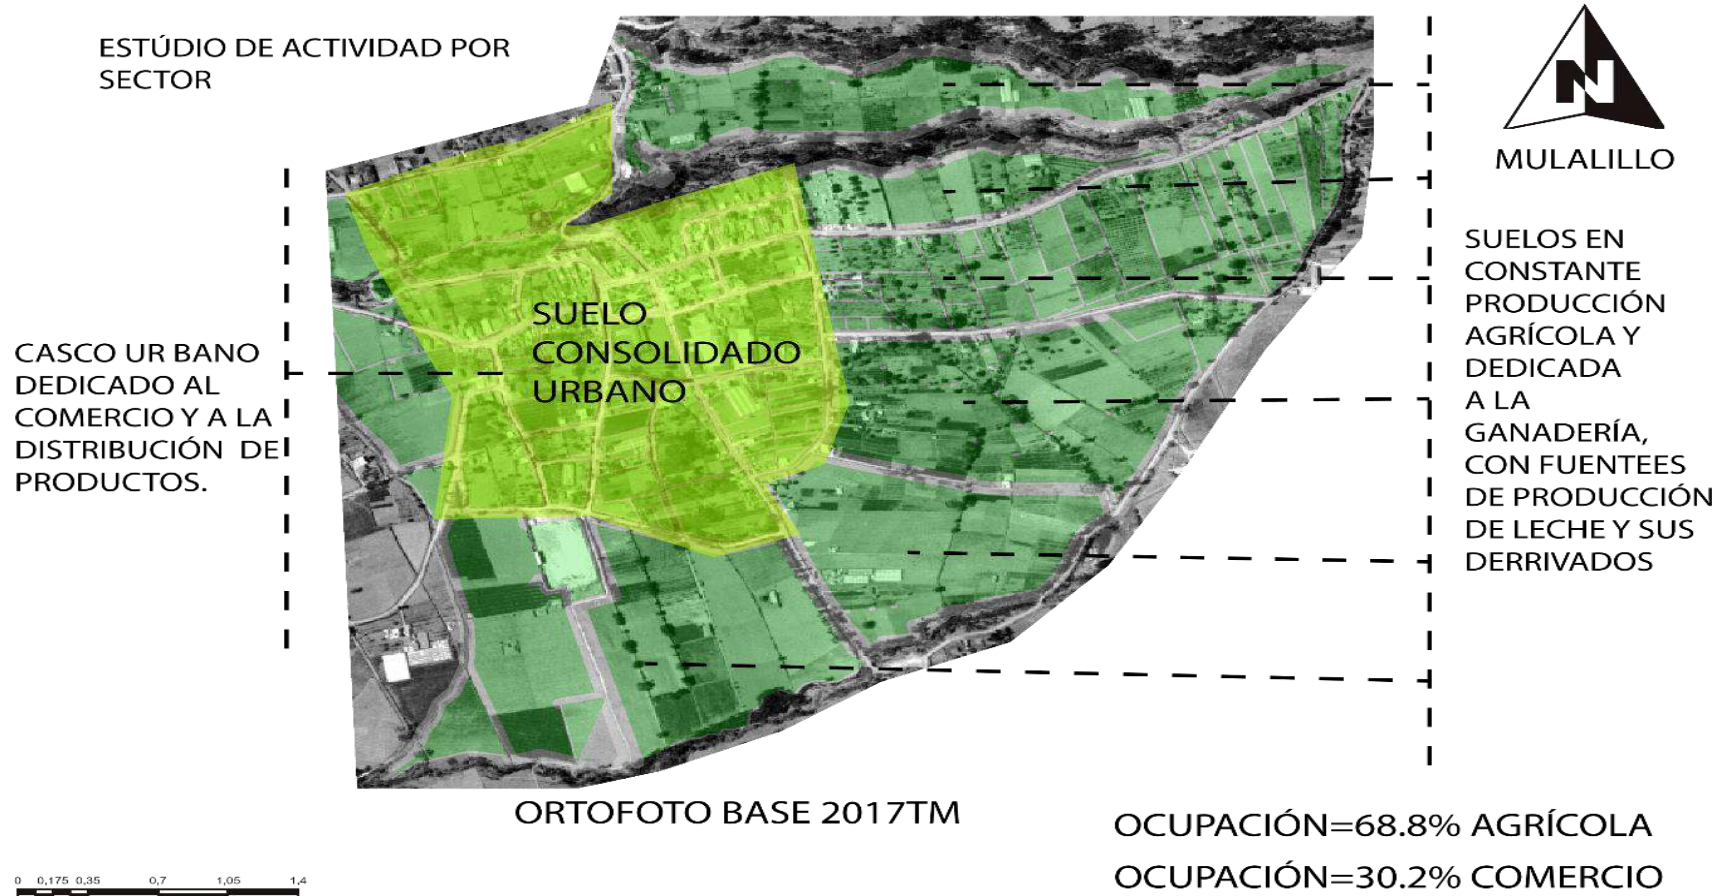 ESTÚDIO DE ACTIVIDAD POR
SECTOR
N
MULALILLO
SUELO
CONSOLIDADO
URBANO
CASCO UR BANO
DEDICADO AL
COMERCIO Y A LA
DISTRIBUCIÓN DE
PRODUCTOS.
SUELOS EN
CONSTANTE
PRODUCCIÓN
AGRÍCOLA Y
DEDICADA
A LA
GANADERÍA,
CON FUENTEES
DE PRODUCCIÓN
DE LECHE Y SUS
DERRIVADOS
ORTOFOTO BASE 2017TM
OCUPACIÓN=68.8% AGRÍCOLA
OCUPACIÓN=30.2% COMERCIO
0 0,175 0,35 0,7 1,05 1,4